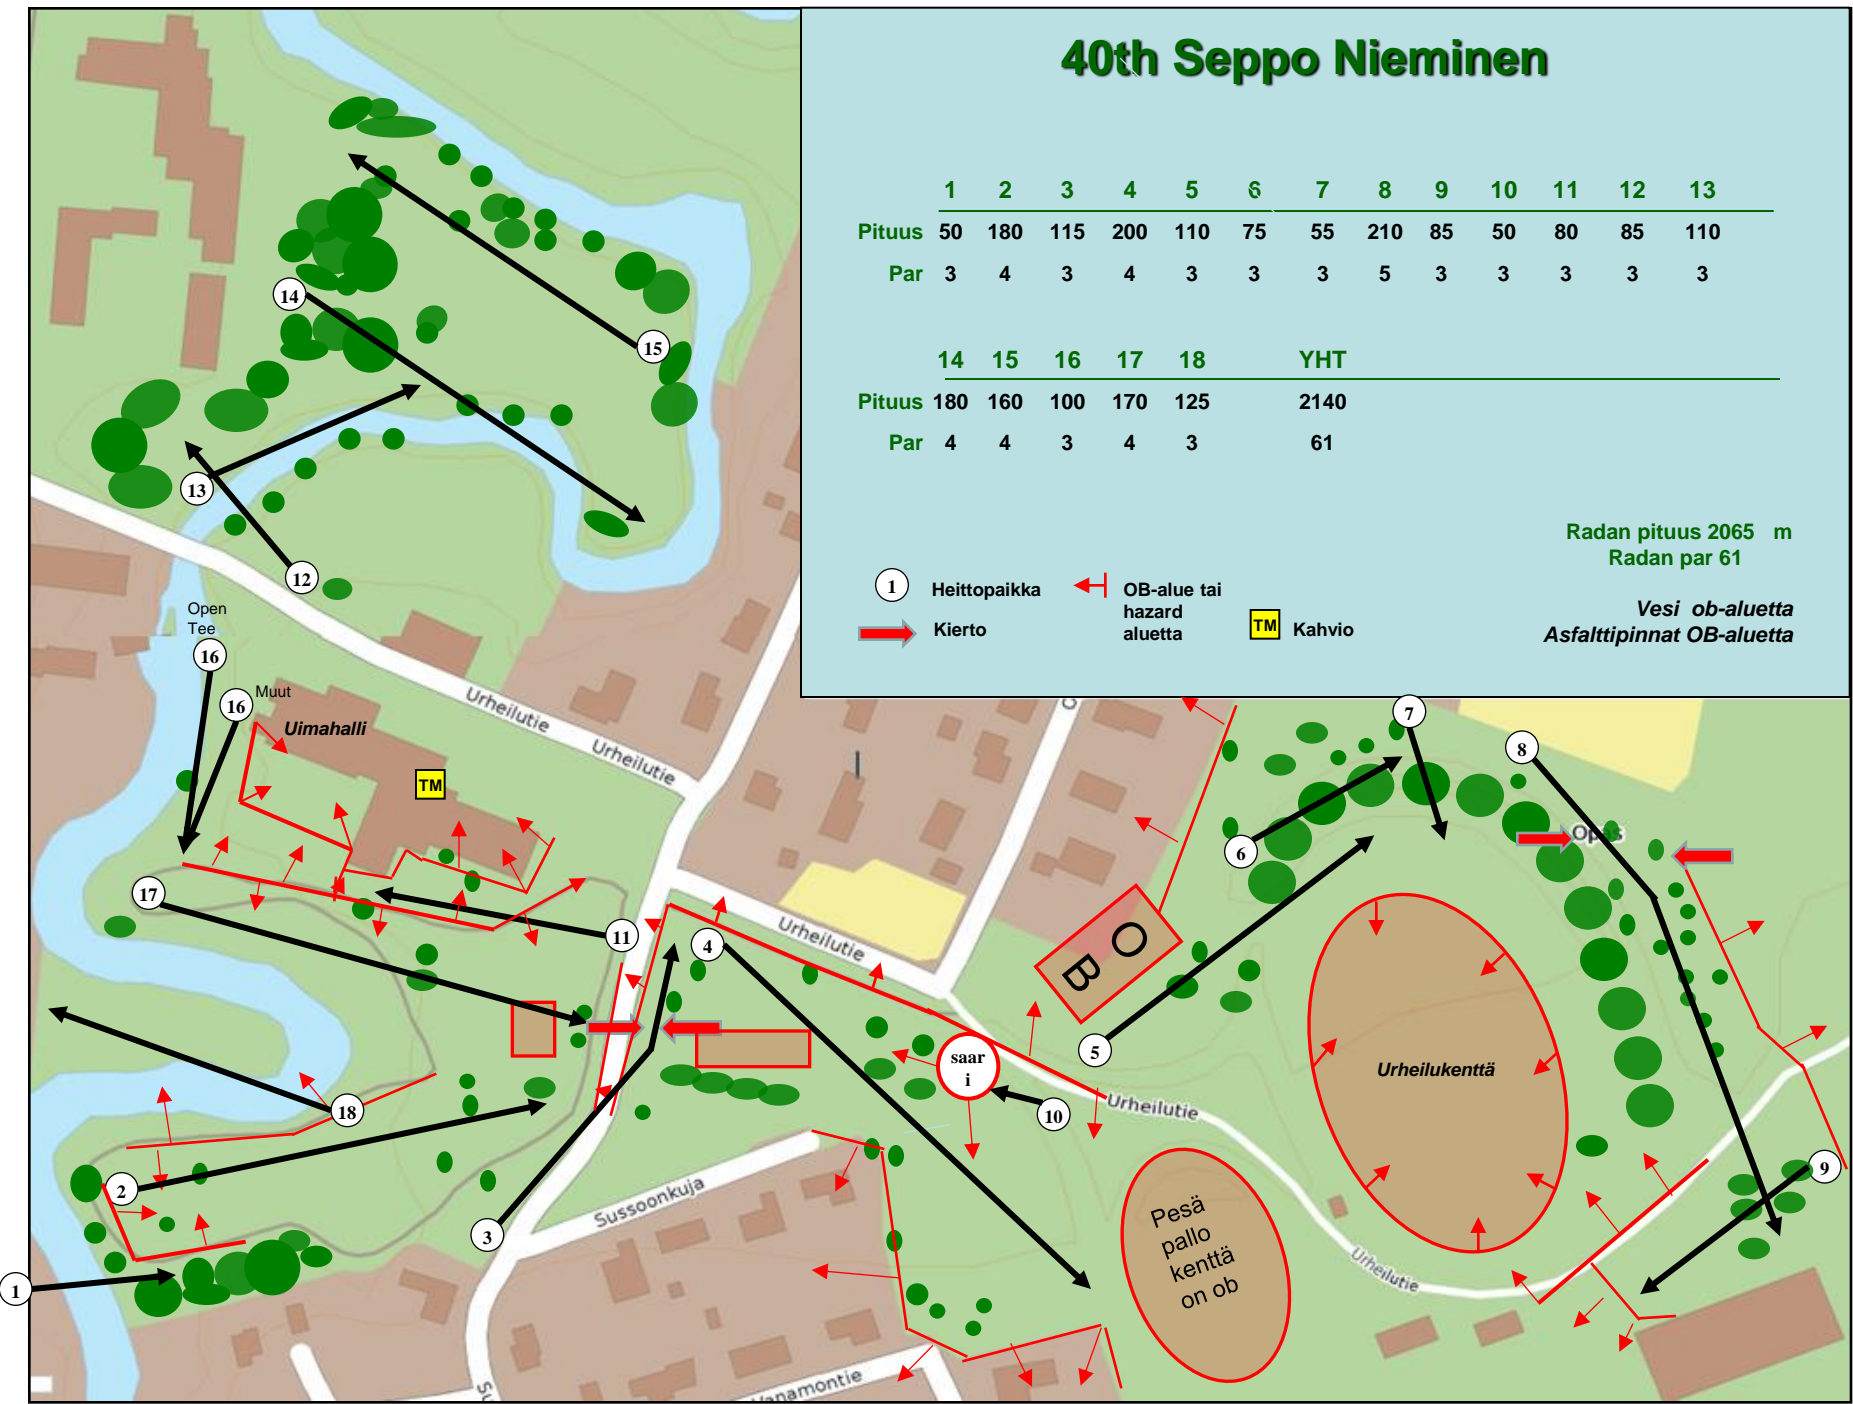 40th Seppo Nieminen
1 2 3 4 5 6 7 8 9 10 11 12 13
Pituus 50 180 115 200 110 75 55 210 85 50 80 85 110
Par 3 4 3 4 3 3 3 5 3 3 3 3 3
14 15 16 17 18 YHT
Pituus 180 160 100 170 125 2140
Par 4 4 3 4 3 61
Radan pituus 2065 m
Radan par 61
1 Heittopaikka
OB-alue tai
hazard
aluetta
Kierto
TM Kahvio
Vesi ob-aluetta
Asfalttipinnat OB-aluetta
14
15
13
12
Open
Tee
16
16 Muut
Uimahalli
TM
Urheilutie
Urheilutie
7
8
Opas
6
17
11
4
Urheilutie
OB
5
saar
i
10
Urheilutie
Urheilukenttä
18
2
3
Sussoonkuja
9
Pesä
pallo
kenttä
on ob
Urheilutie
1
Su
Vanamontie